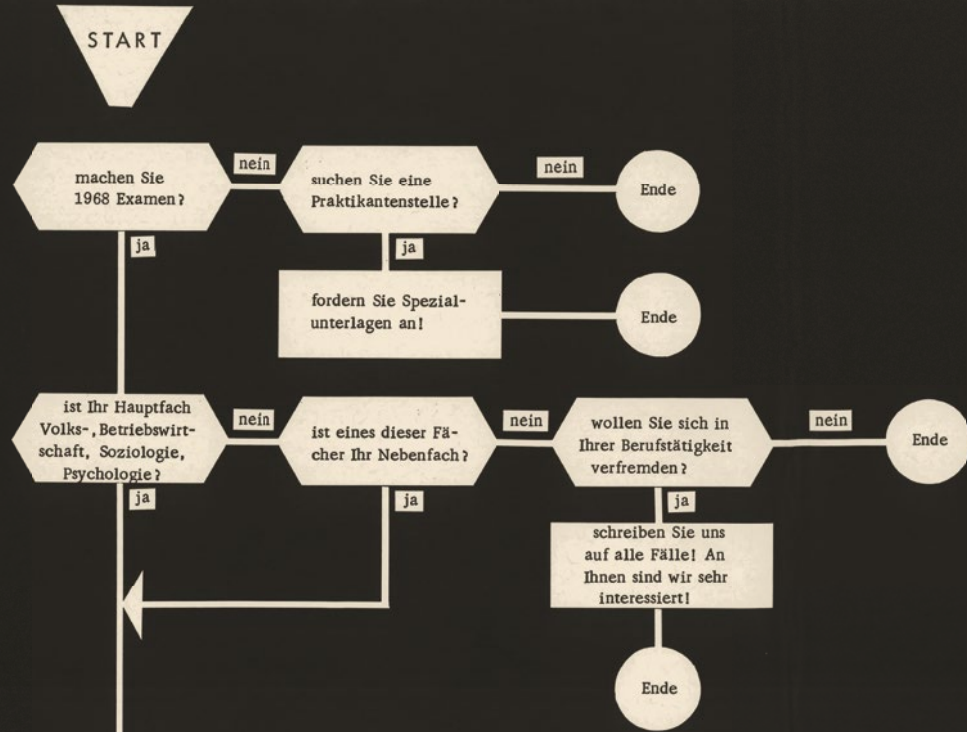 START
machen Sie
1968 Examen?
nein
suchen Sie eine
Praktikantenstelle?
nein
Ende
ja
ja
fordern Sie Spezial-
unterlagen an!
Ende
ist Ihr Hauptfach
Volks-, Betriebswirt-
schaft, Soziologie,
Psychologie?
nein
ist eines dieser Fä-
cher Ihr Nebenfach?
nein
wollen Sie sich in
Ihrer Berufstätigkeit
verfremden?
nein
Ende
ja
ja
ja
schreiben Sie uns
auf alle Fälle! An
Ihnen sind wir sehr
interessiert!
Ende